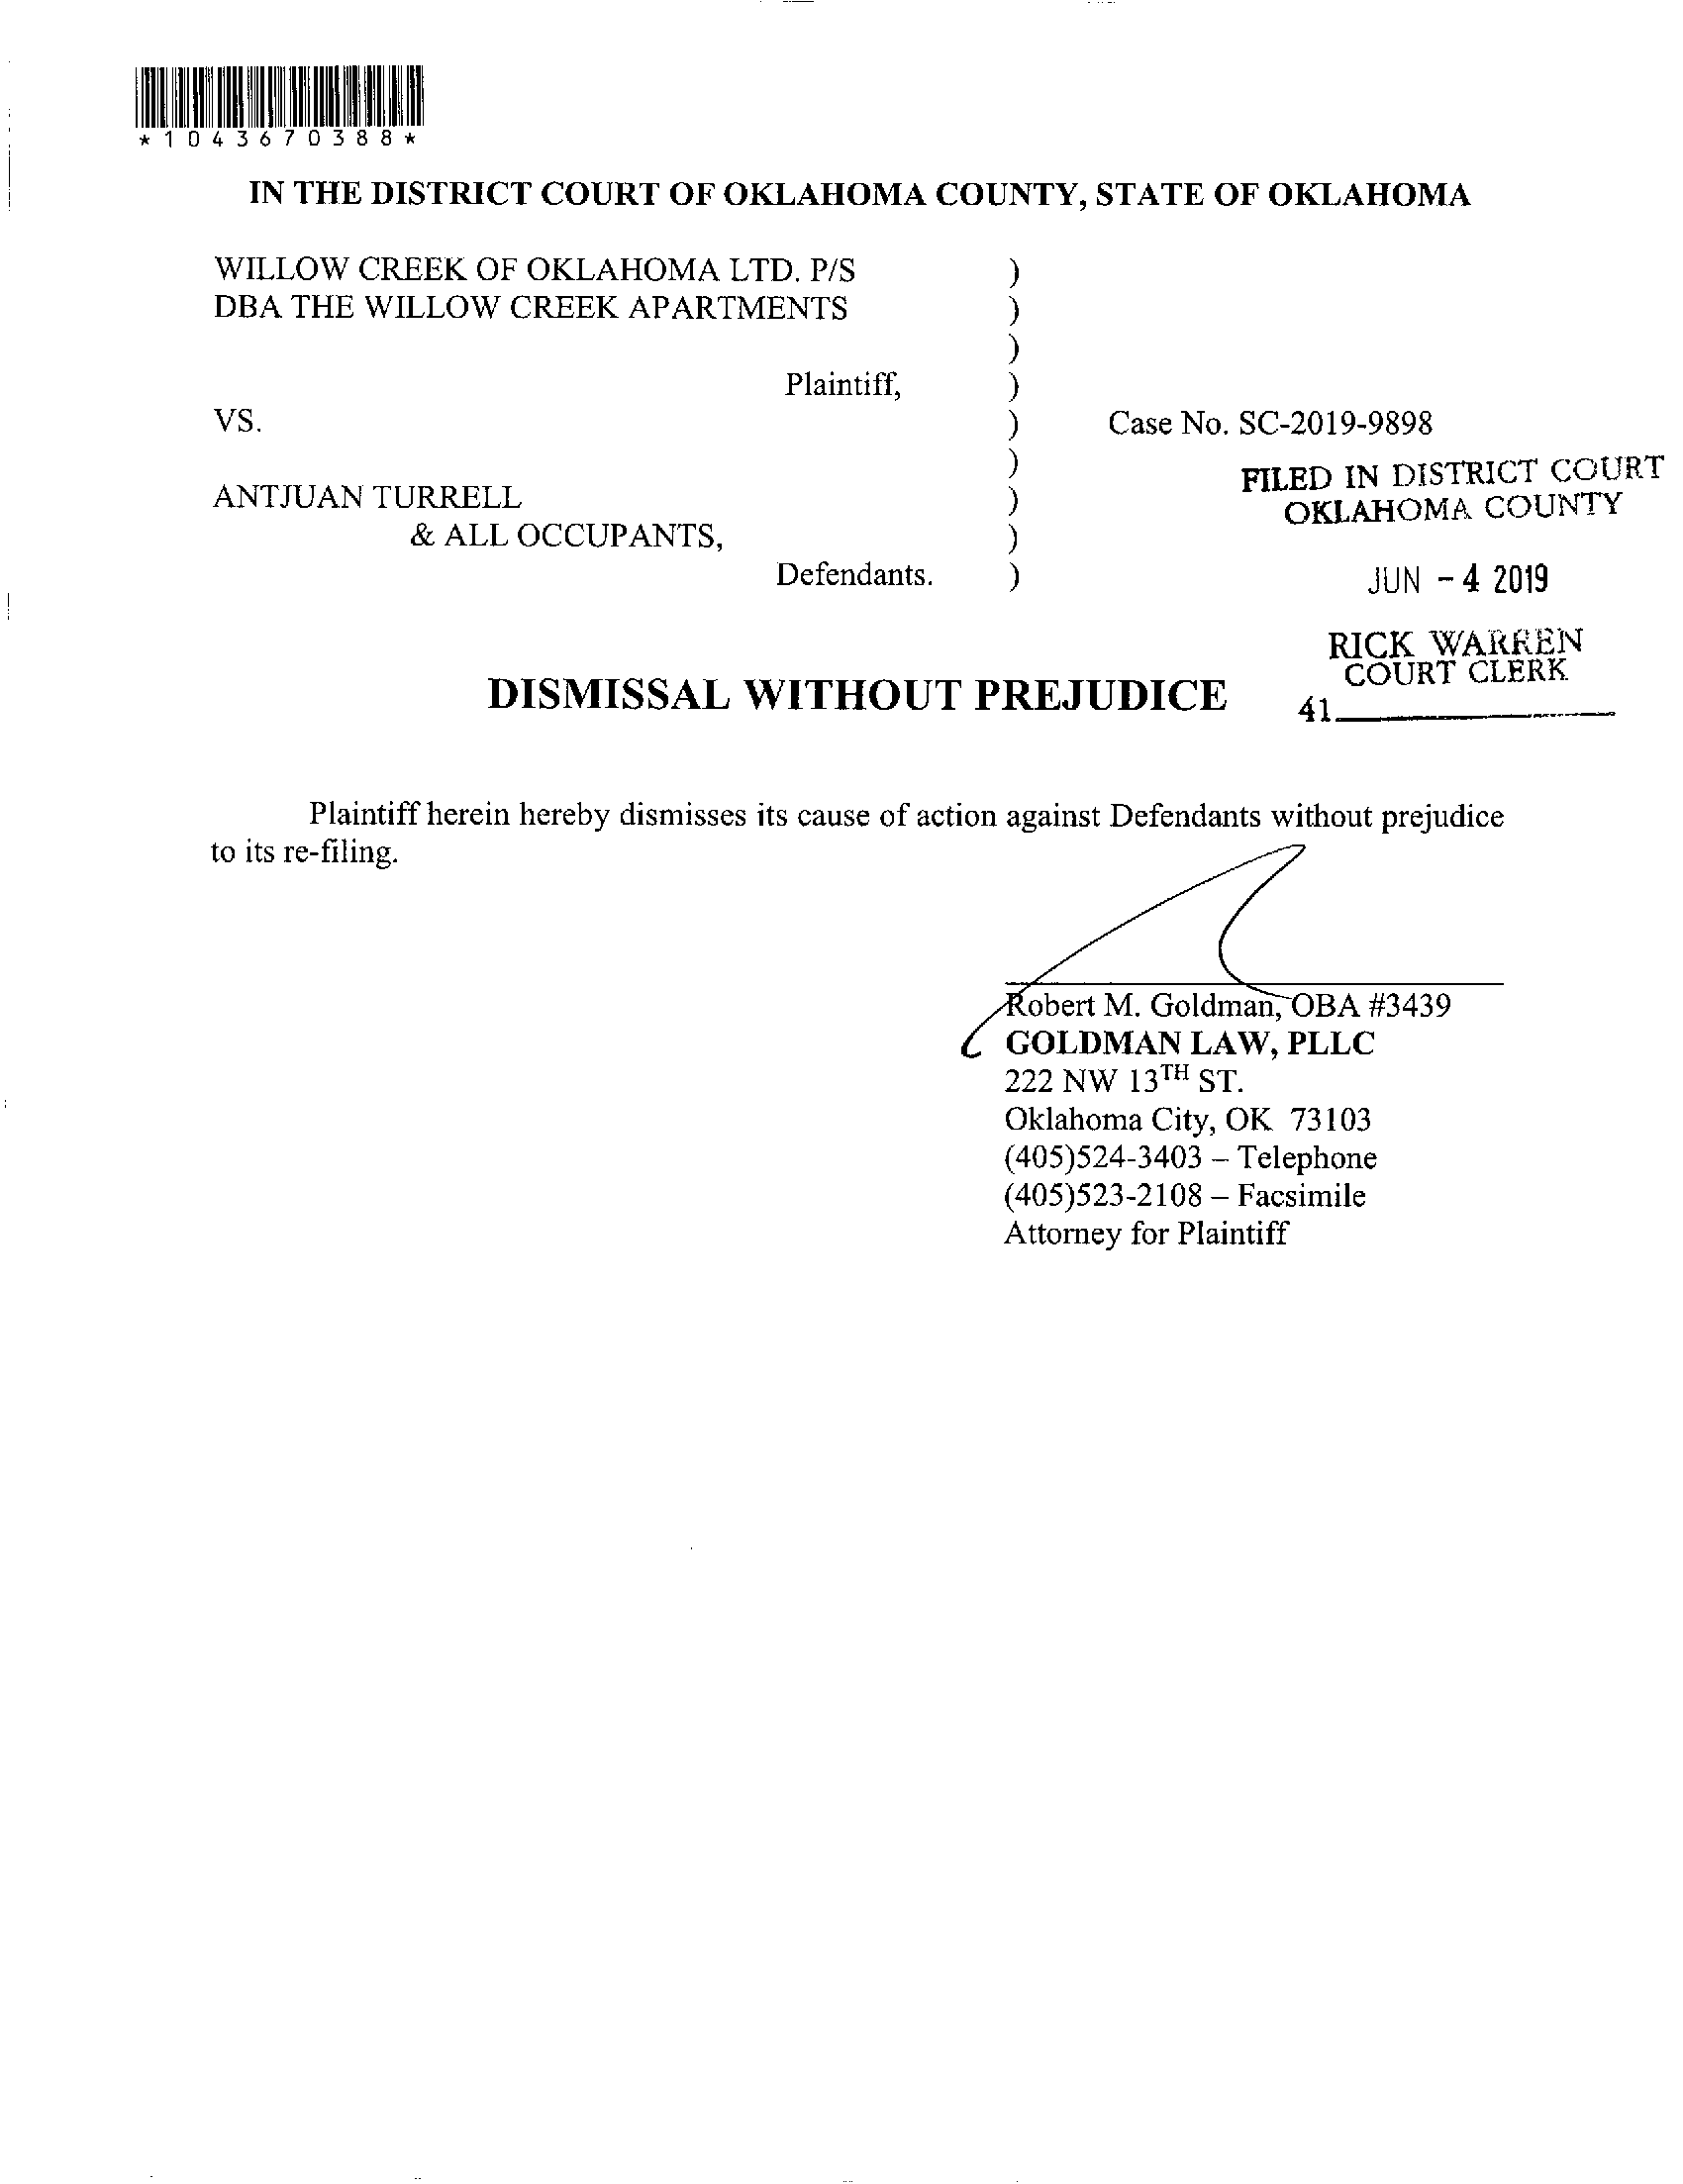 *1043670388*
IN THE DISTRICT COURT OF OKLAHOMA COUNTY, STATE OF OKLAHOMA
WILLOW CREEK OF OKLAHOMA LTD. P/S )
DBA THE WILLOW CREEK APARTMENTS )
)
Plaintiff, )
VS. ) Case No. SC-2019-9898
)
ANTJUAN TURRELL )
& ALL OCCUPANTS, )
Defendants. )
FILED IN DISTRICT COURT
OKLAHOMA COUNTY
JUN - 4 2019
RICK WARREN
COURT CLERK
41
DISMISSAL WITHOUT PREJUDICE
Plaintiff herein hereby dismisses its cause of action against Defendants without prejudice
to its re-filing.
Robert M. Goldman, OBA #3439
GOLDMAN LAW, PLLC
222 NW 13TH ST.
Oklahoma City, OK 73103
(405)524-3403 – Telephone
(405)523-2108 – Facsimile
Attorney for Plaintiff